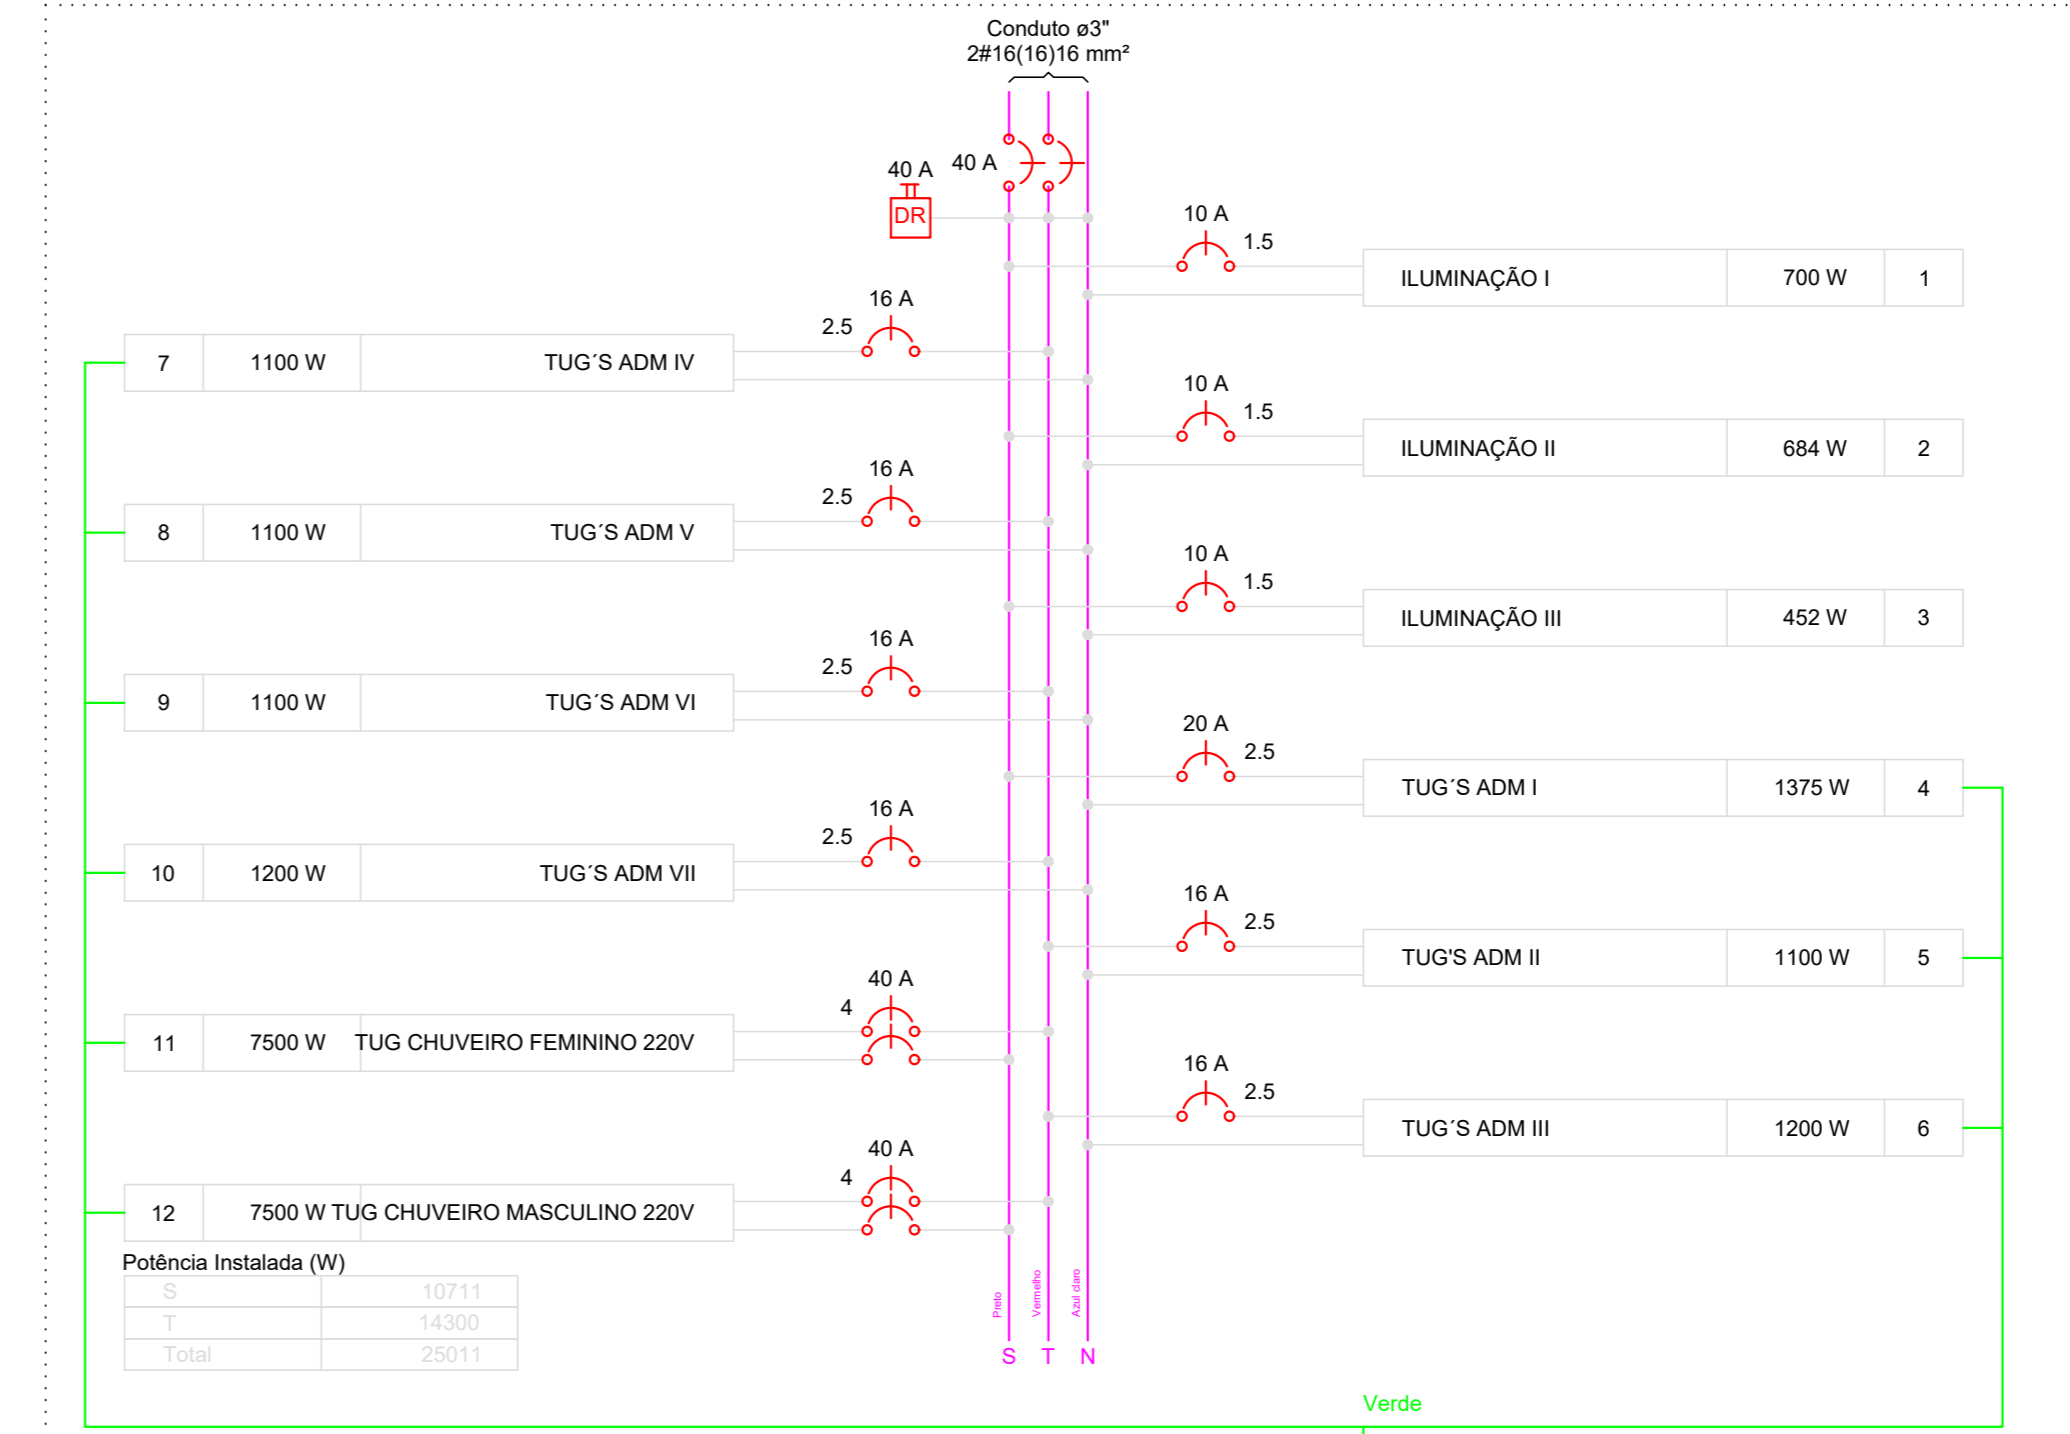 Conduto ø3"
2#16(16)16 mm²
40 A
40 A
DR
10 A
1.5
ILUMINAÇÃO I 700 W 1
16 A
2.5
7 1100 W TUG´S ADM IV
10 A
1.5
ILUMINAÇÃO II 684 W 2
16 A
2.5
8 1100 W TUG´S ADM V
10 A
1.5
ILUMINAÇÃO III 452 W 3
16 A
2.5
9 1100 W TUG´S ADM VI
20 A
2.5
TUG´S ADM I 1375 W 4
16 A
2.5
10 1200 W TUG´S ADM VII
16 A
2.5
TUG'S ADM II 1100 W 5
40 A
4
11 7500 W TUG CHUVEIRO FEMININO 220V
16 A
2.5
TUG´S ADM III 1200 W 6
40 A
4
12 7500 W TUG CHUVEIRO MASCULINO 220V
Potência Instalada (W)
S 10711
T 14300
Total 25011
Preto
Vermelho
Azul claro
S T N
Verde